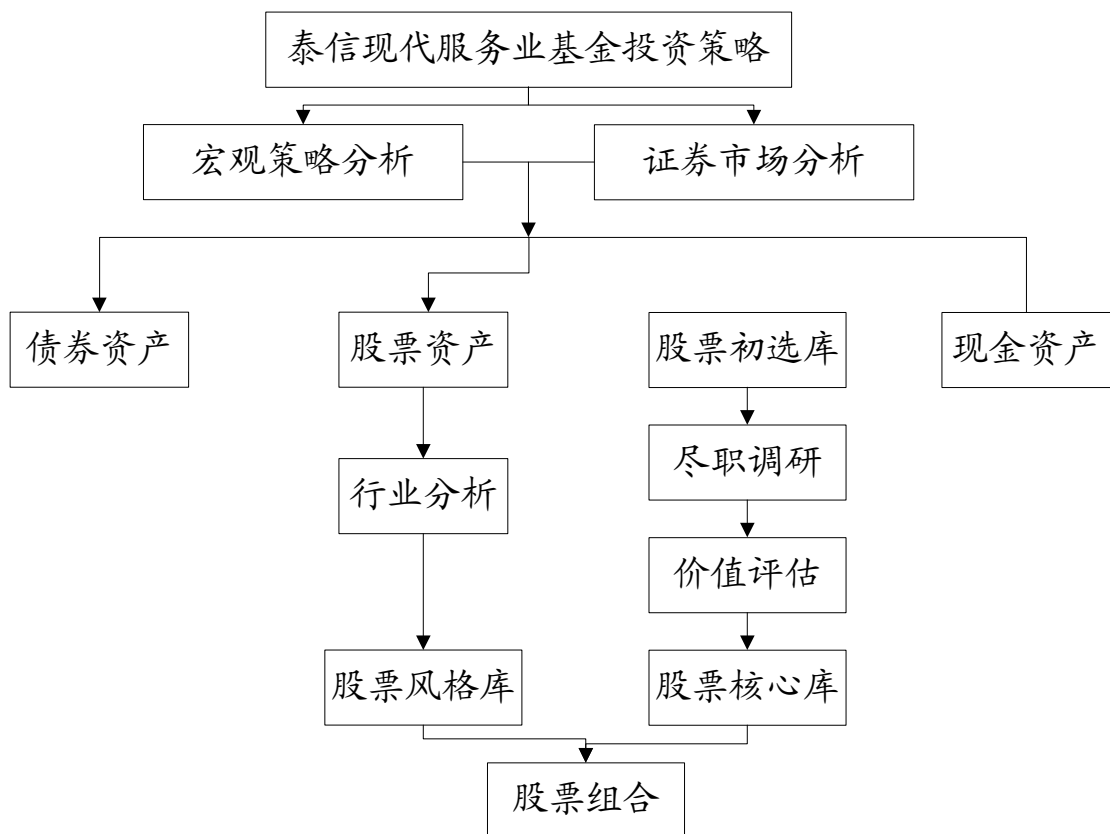 泰信现代服务业基金投资策略
宏观策略分析
证券市场分析
债券资产
股票资产
股票初选库
现金资产
尽职调研
行业分析
价值评估
股票风格库
股票核心库
股票组合